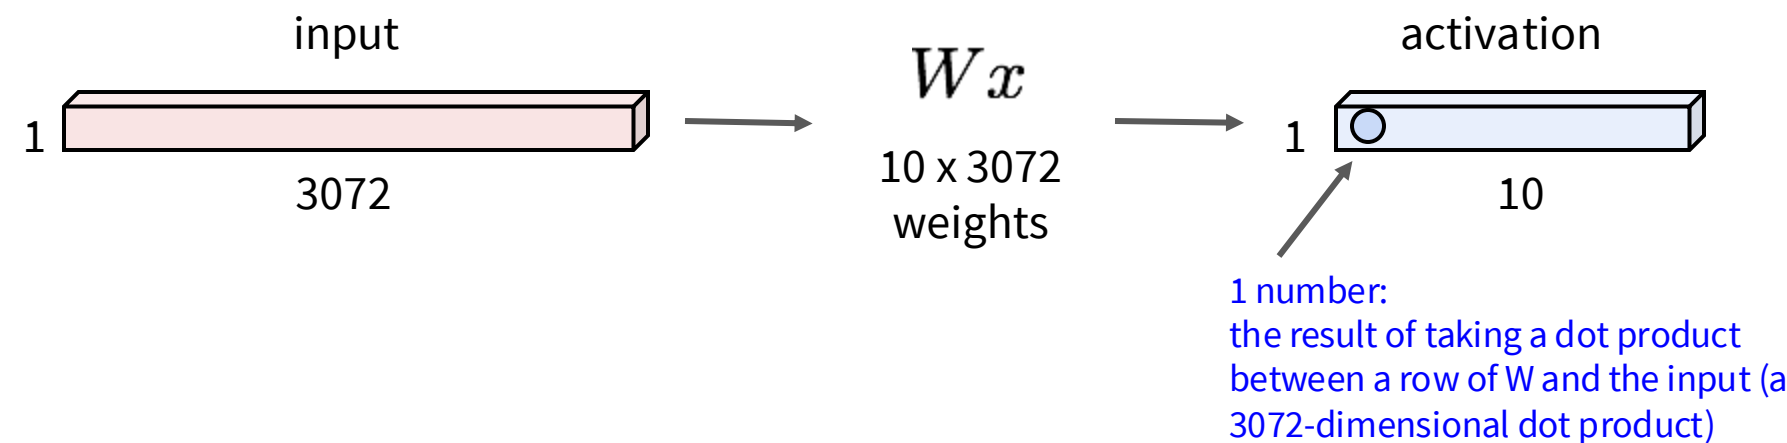 input
1
3072
Wx
10 x 3072
weights
activation
1
10
1 number:
the result of taking a dot product
between a row of W and the input (a
3072-dimensional dot product)